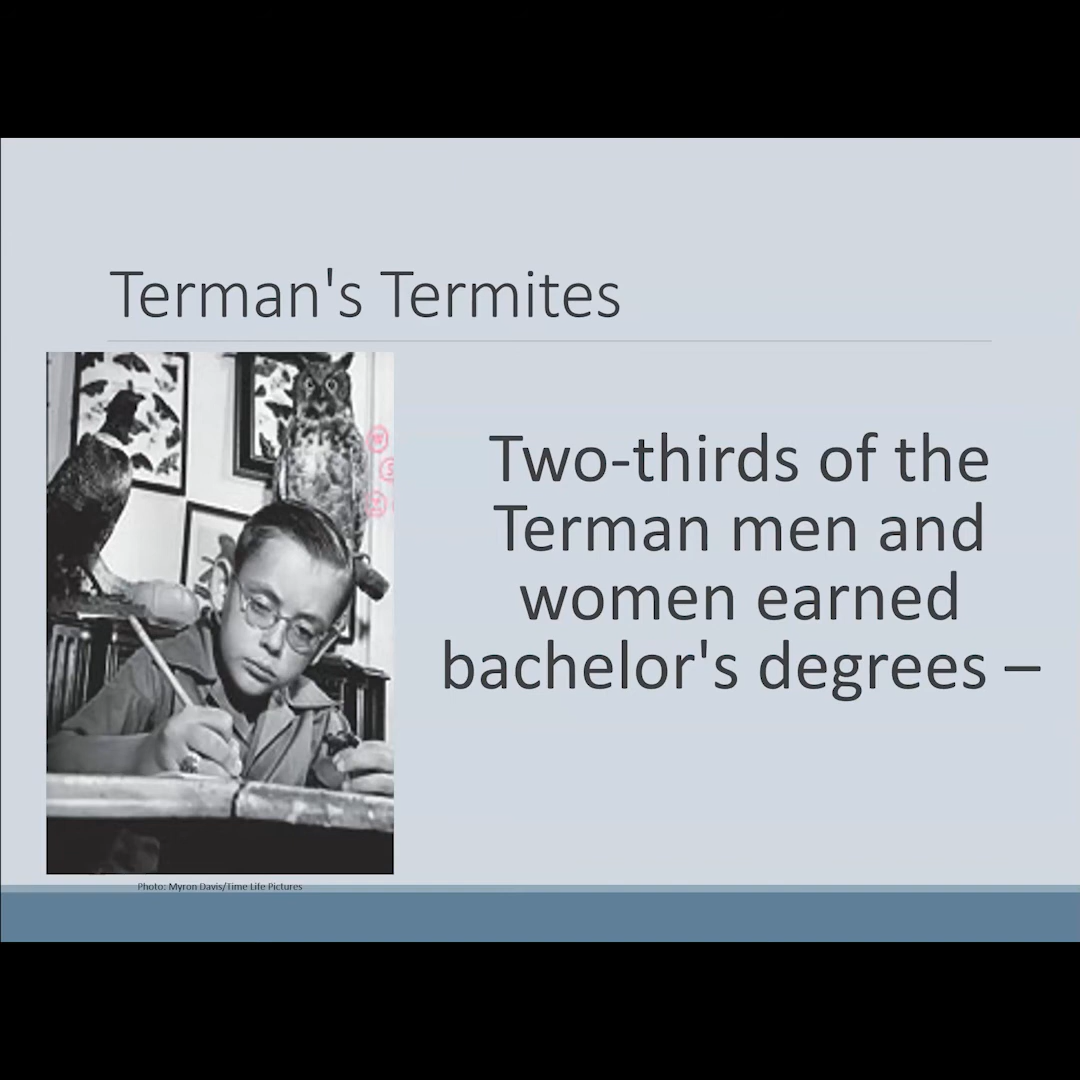 Terman's Termites
Two-thirds of the
Terman men and
women earned
bachelor's degrees –
Photo: Myron Davis/Time Life Pictures